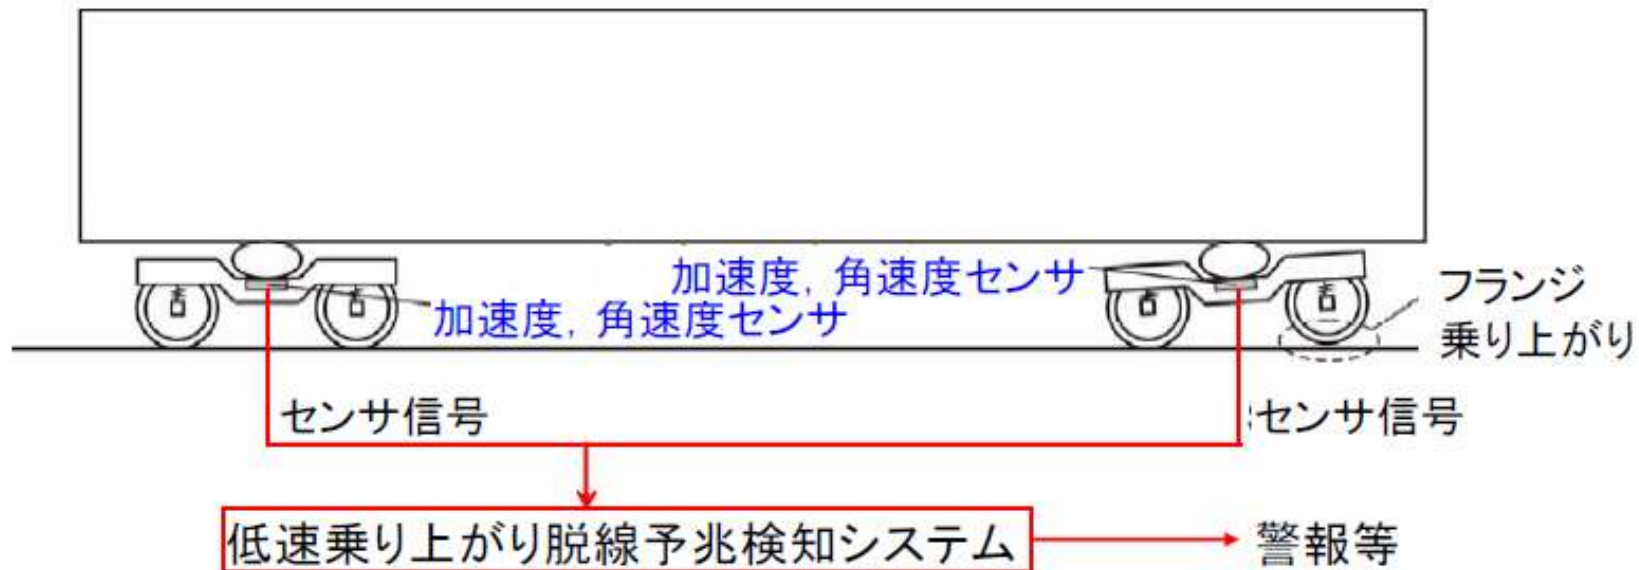 加速度, 角速度センサ
加速度, 角速度センサ
フランジ
乗り上がり
センサ信号
センサ信号
低速乗り上がり脱線予兆検知システム
警報等